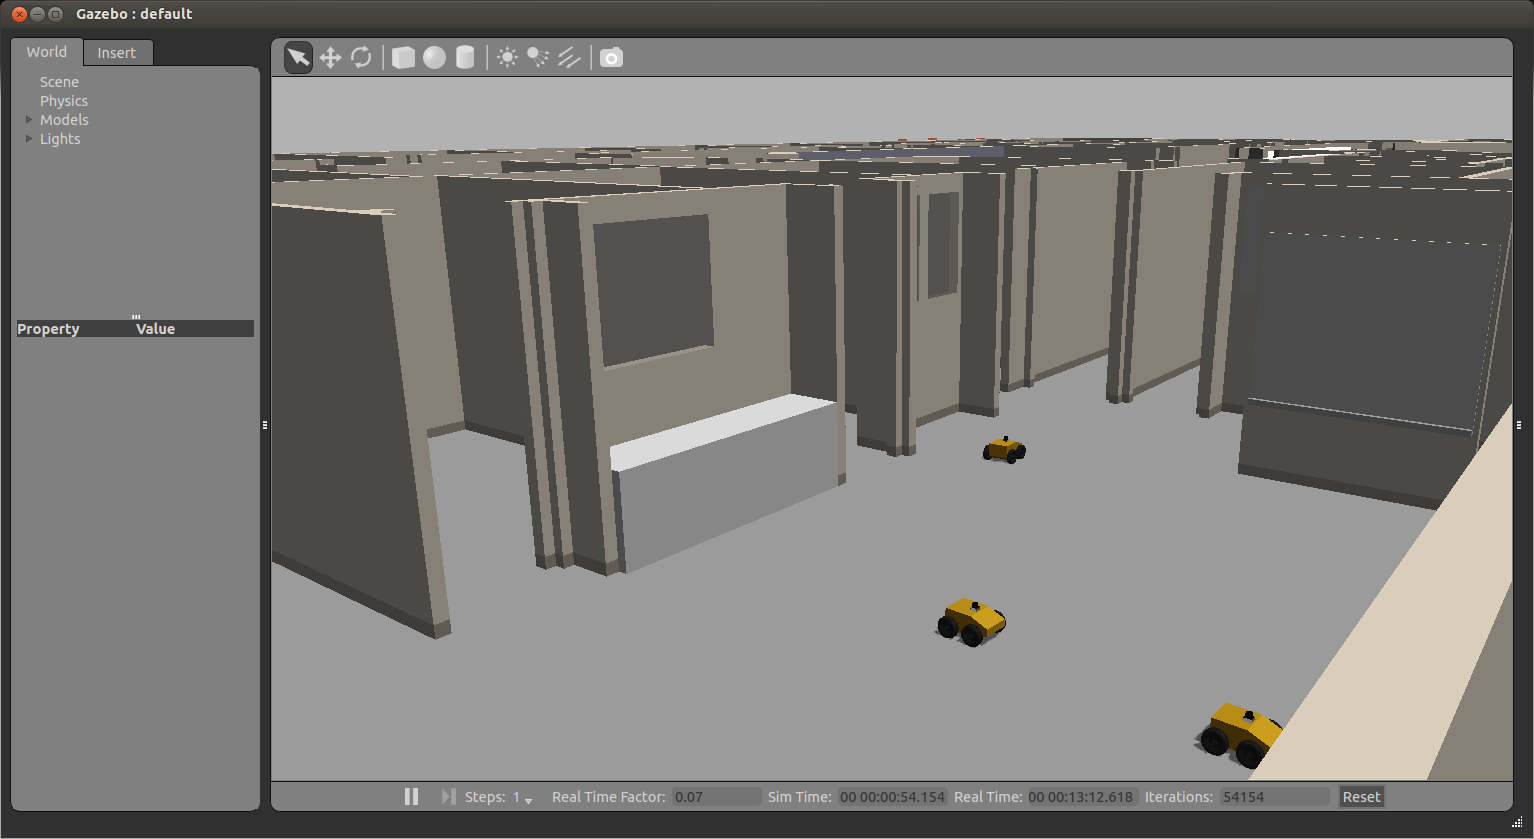 Gazebo : default
World Insert
Scene
Physics
Models
Lights
Property Value
Steps: 1 Real Time Factor: 0.07 Sim Time: 00 00:00:54.154 Real Time: 00 00:13:12.618 Iterations: 54154 Reset